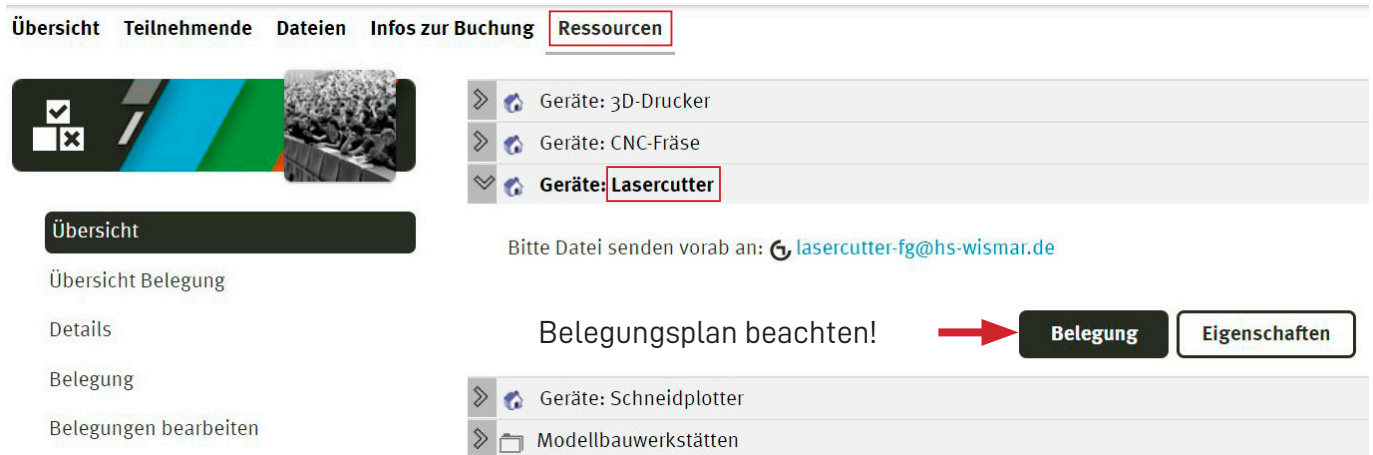 Übersicht Teilnehmende Dateien Infos zur Buchung Ressourcen
Geräte: 3D-Drucker
Geräte: CNC-Fräse
Geräte: Lasercutter
Bitte Datei senden vorab an: lasercutter-fg@hs-wismar.de
Belegungsplan beachten!
Belegung Eigenschaften
Geräte: Schneidplotter
Modellbauwerkstätten
Übersicht
Übersicht Belegung
Details
Belegung
Belegungen bearbeiten